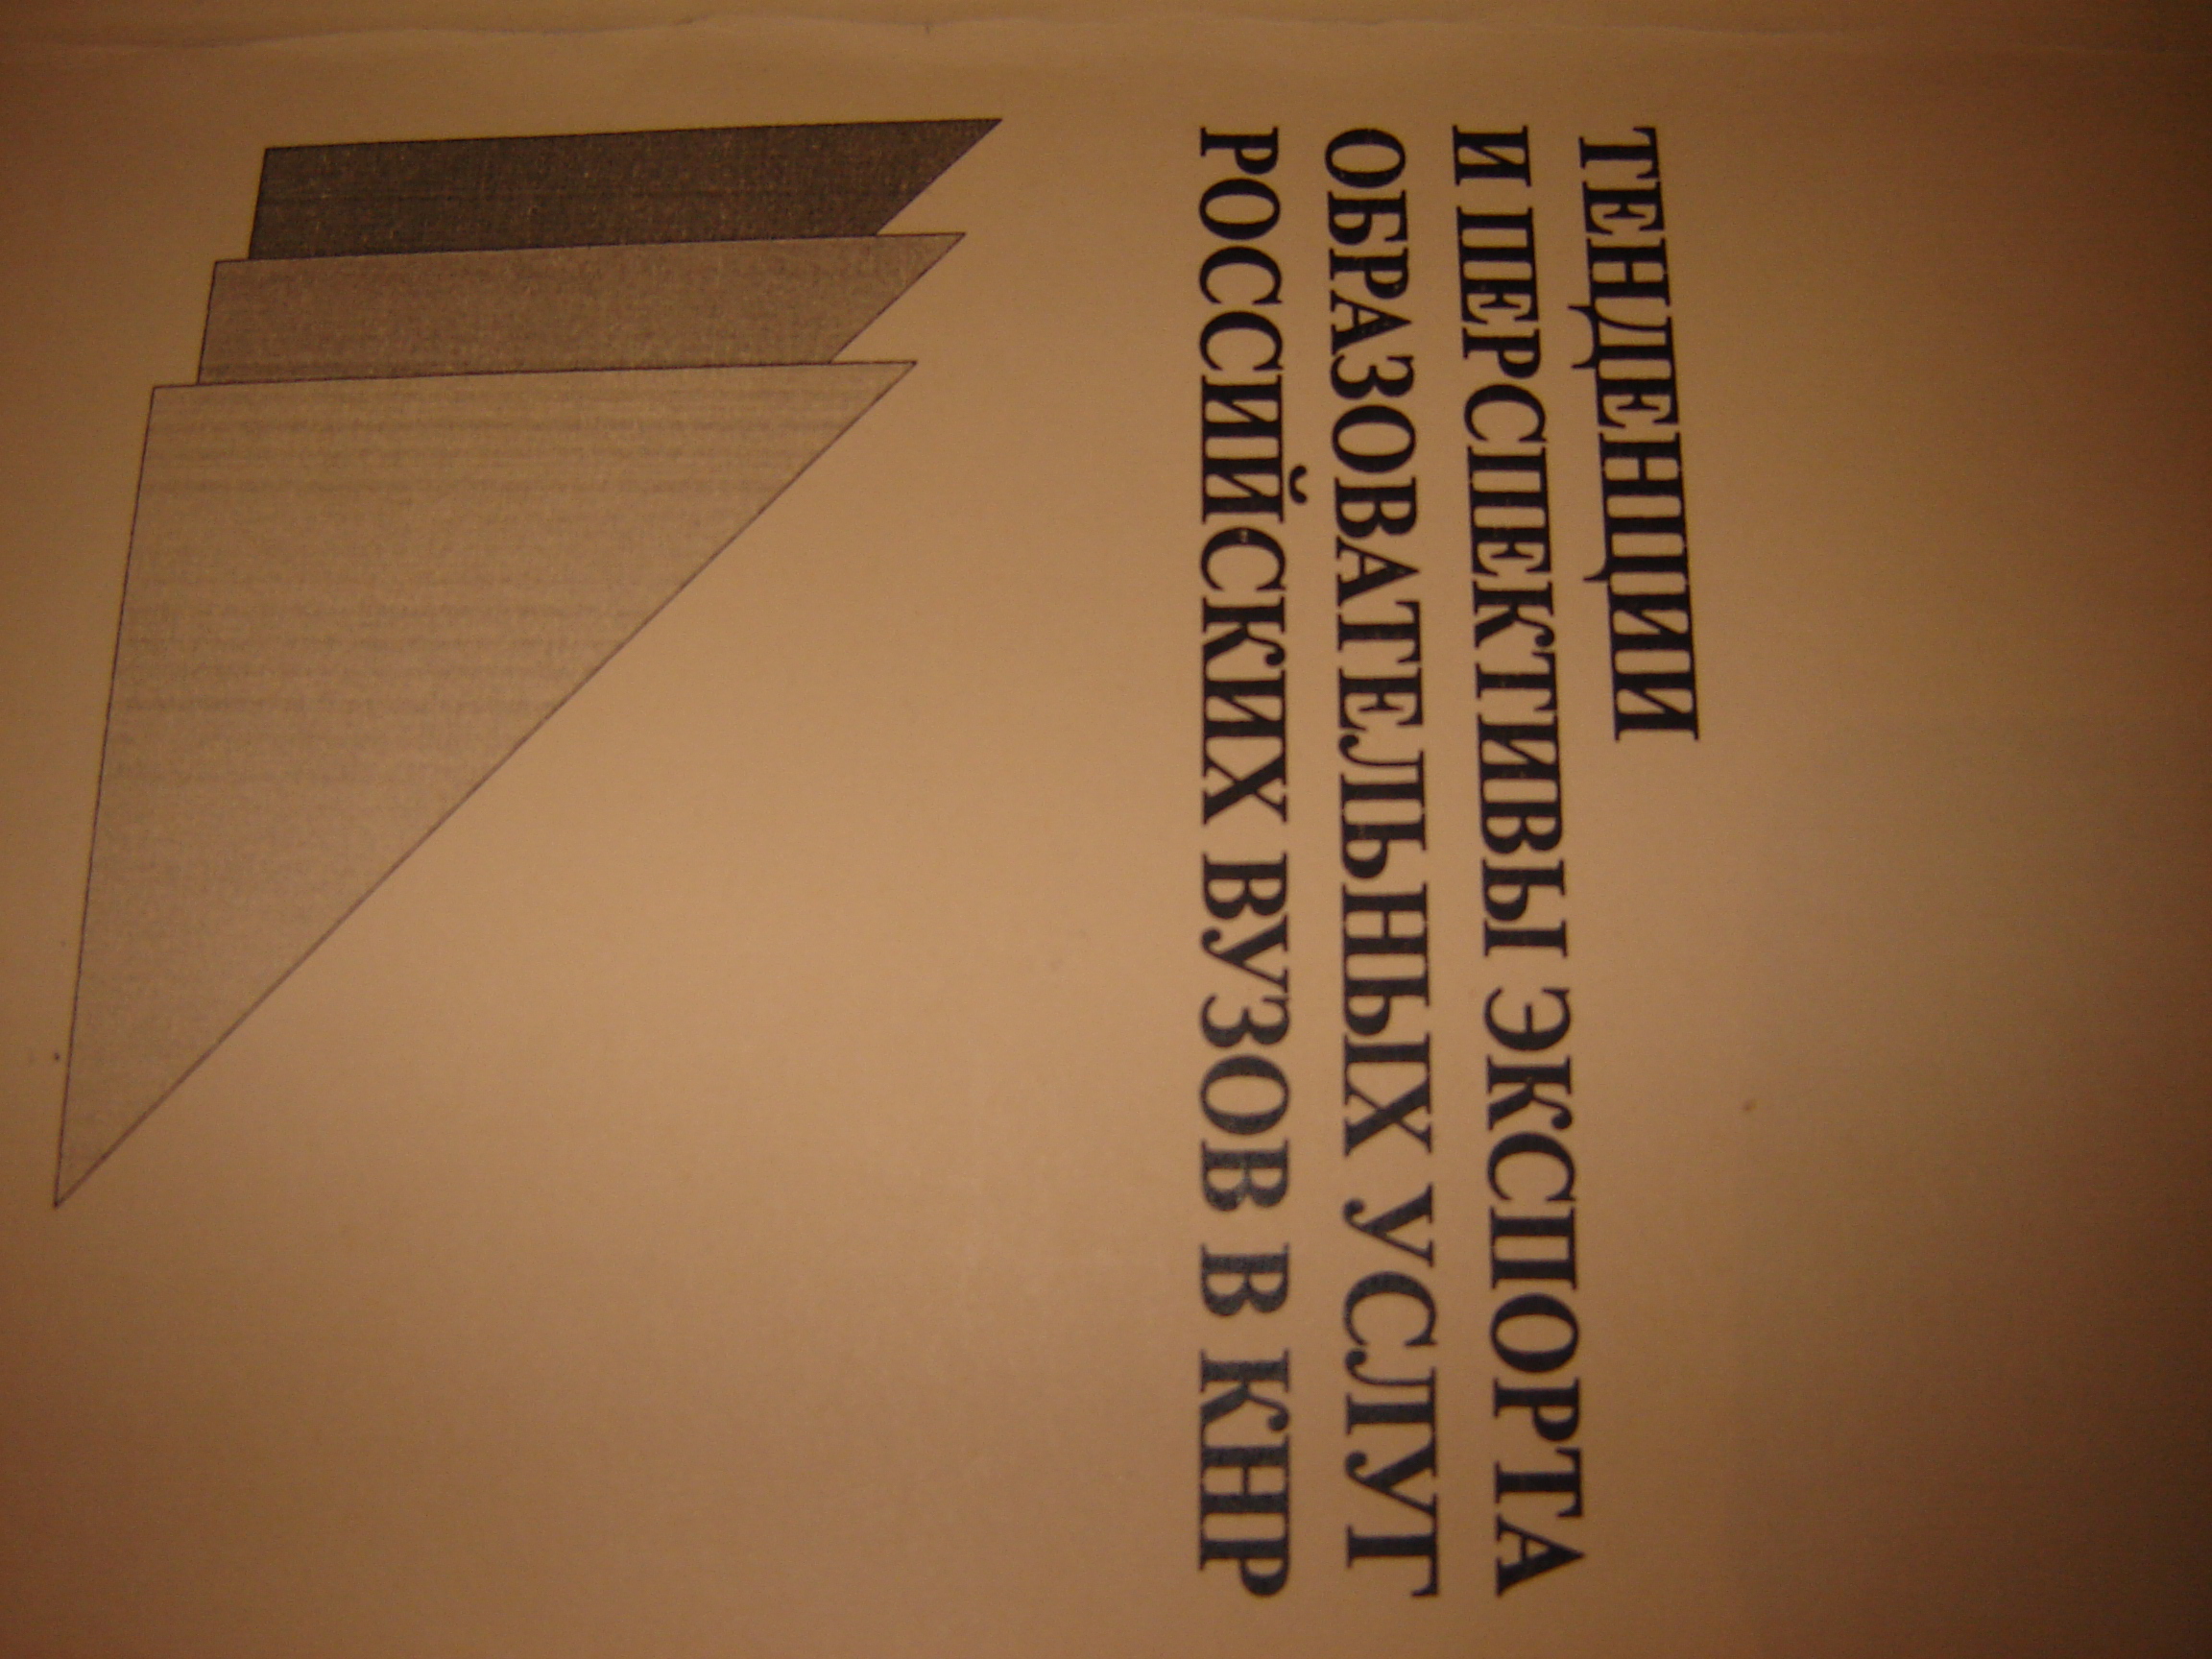 ТЕНДЕНЦИИ
И ПЕРСПЕКТИВЫ ЭКСПОРТА
ОБРАЗОВАТЕЛЬНЫХ УСЛУГ
РОССИЙСКИХ ВУЗОВ В КНР